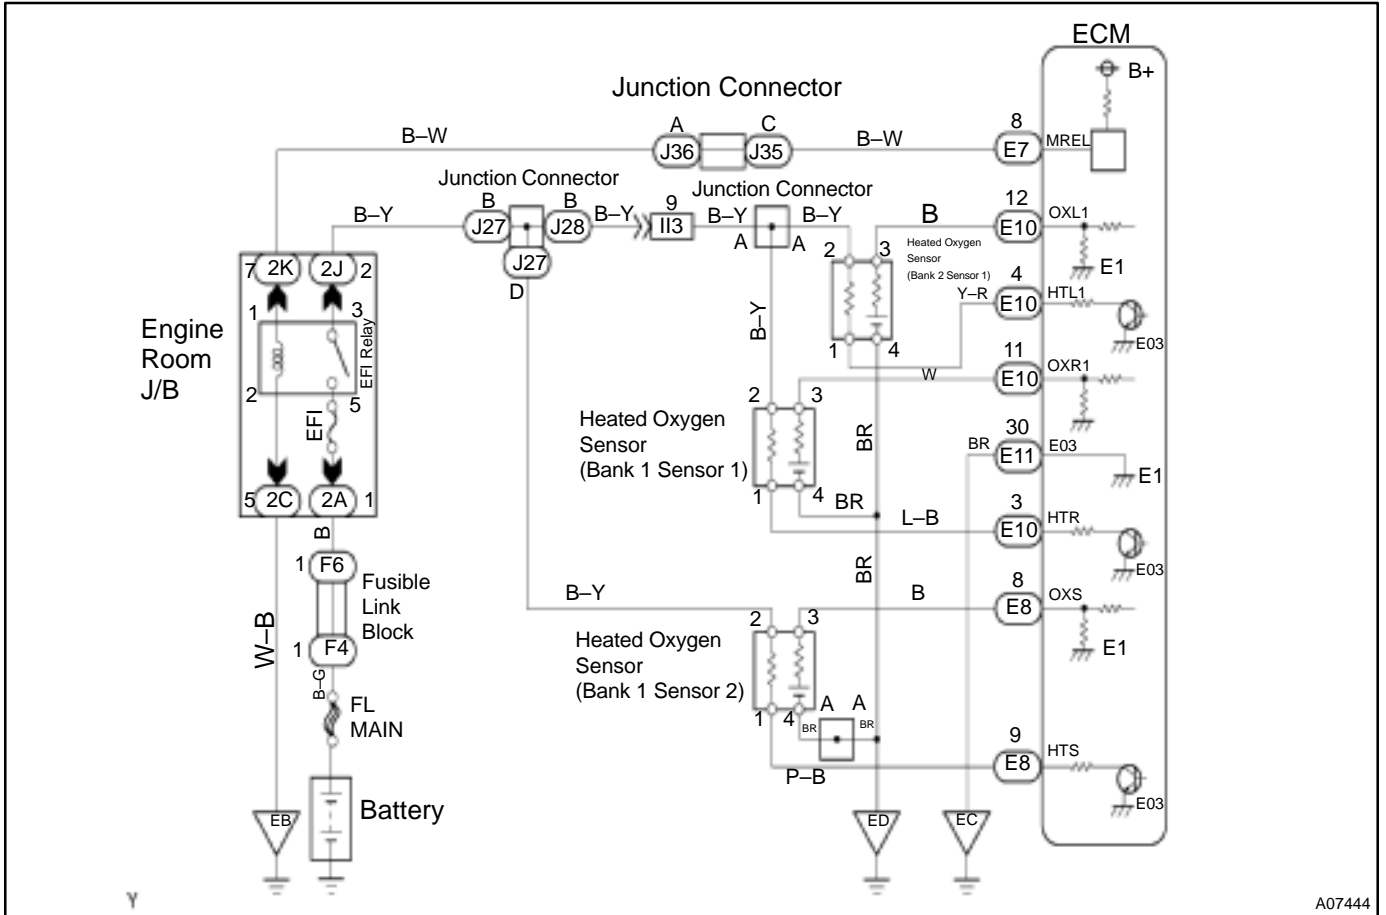 ECM
B+
Junction Connector
8
A
C
B–W
J36
J35
B–W
E7
MREL
Junction Connector
9
Junction Connector
12
B
B
B–Y
J27
J28
B–Y
II3
B–Y
B–Y
B
E10
OXL1
A
A
2
3
Heated Oxygen
Sensor
(Bank 2 Sensor 1)
E1
J27
D
7
2K
2J
2
4
Y–R
E10
HTL1
1
3
B–Y
Engine
Room
J/B
EFI Relay
1
4
E03
11
W
E10
OXR1
2
5
EFI
2
3
Heated Oxygen
Sensor
(Bank 1 Sensor 1)
BR
30
BR
E11
E03
E1
1
4
BR
5
2C
2A
1
3
L–B
E10
HTR
B
1
F6
Fusible
Link
Block
BR
E03
8
B–Y
B
E8
OXS
W–B
2
3
1
F4
Heated Oxygen
Sensor
(Bank 1 Sensor 2)
E1
B–G
FL
MAIN
1
4
A
A
BR
BR
9
E8
HTS
P–B
E03
Battery
EB
ED
EC
Y
A07444